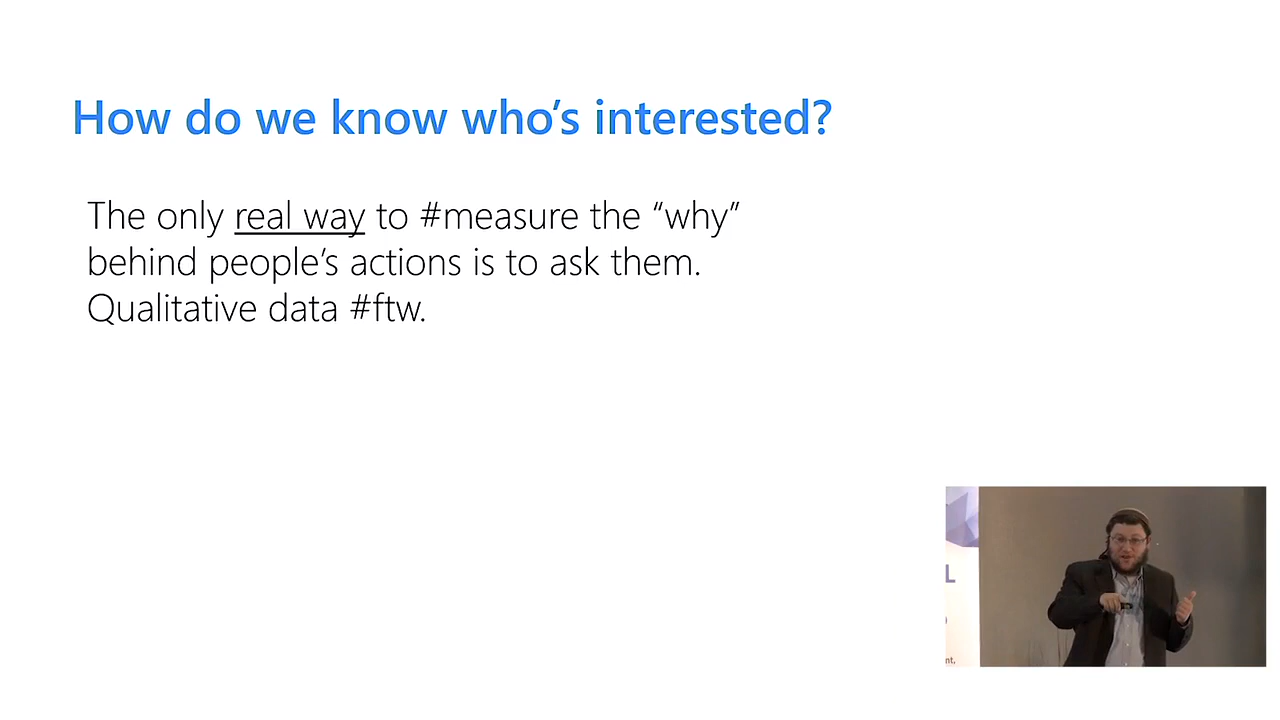 How do we know who's interested?
The only real way to #measure the “why”
behind people's actions is to ask them.
Qualitative data #ftw.
L
nt.